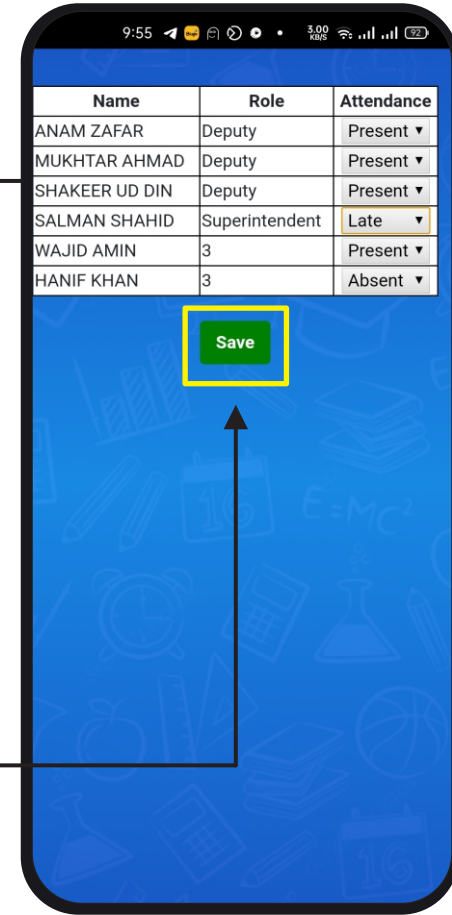 9:55 3.00 KB/S 92
Name Role Attendance
ANAM ZAFAR Deputy Present
MUKHTAR AHMAD Deputy Present
SHAKEER UD DIN Deputy Present
SALMAN SHAHID Superintendent Late
WAJID AMIN 3 Present
HANIF KHAN 3 Absent
Save
16 E=MC²
16